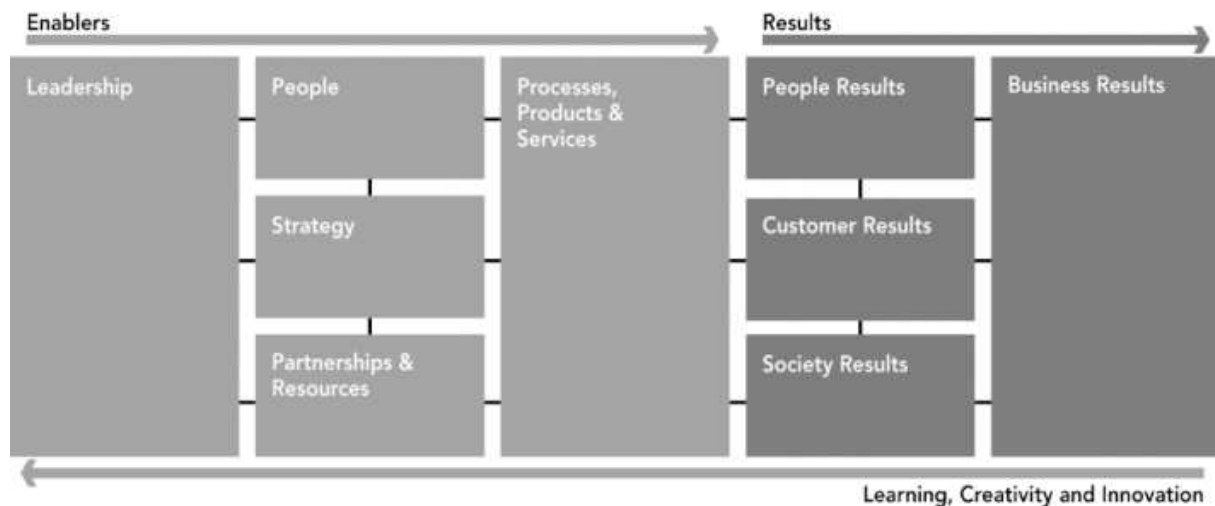 Enablers
Results
Leadership
People
Processes,
Products &
Services
People Results
Business Results
Strategy
Customer Results
Partnerships &
Resources
Society Results
Learning, Creativity and Innovation